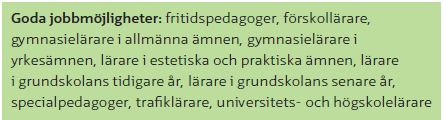 Goda jobbmöjligheter: fritidspedagoger, förskollärare,
gymnasielärare i allmänna ämnen, gymnasielärare i
yrkesämnen, lärare i estetiska och praktiska ämnen, lärare
i grundskolans tidigare år, lärare i grundskolans senare år,
specialpedagoger, trafiklärare, universitets- och högskolelärare